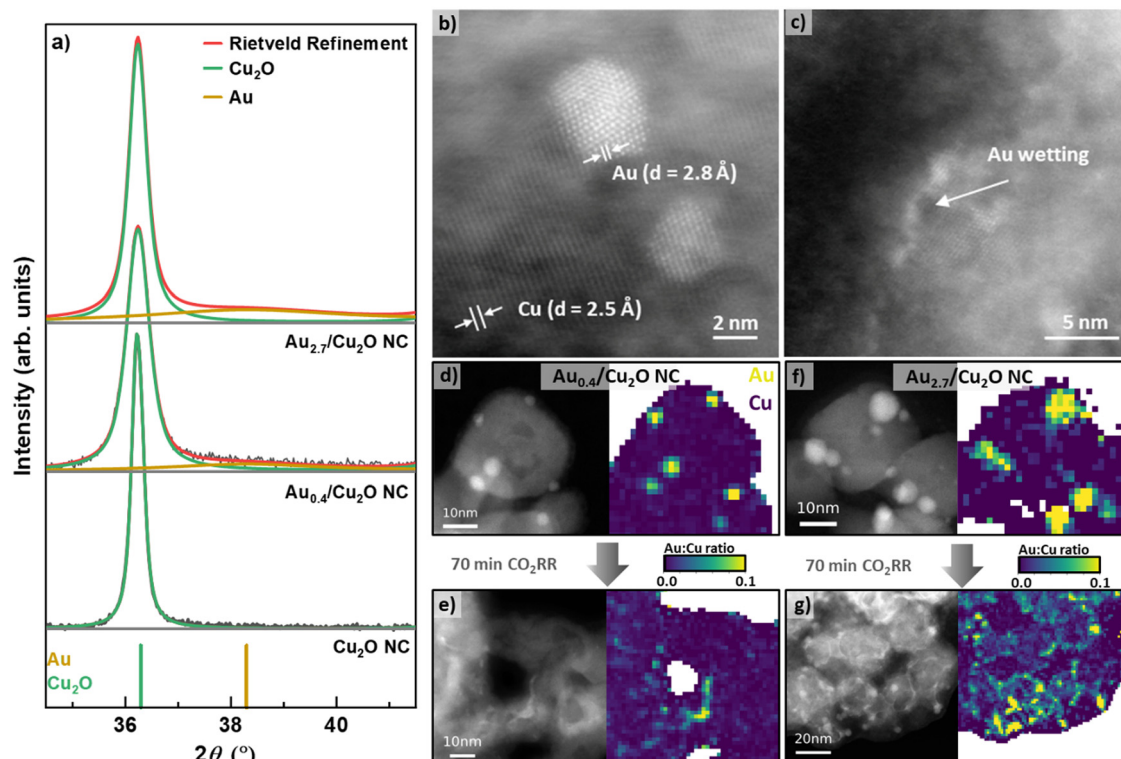 a)
Rietveld Refinement
Cu₂O
Au
Intensity (arb. units)
Au₂.₇/Cu₂O NC
Au₀.₄/Cu₂O NC
Cu₂O NC
Au
Cu₂O
36 38 40
2θ (°)
b)
Au (d = 2.8 Å)
Cu (d = 2.5 Å)
2 nm
c)
Au wetting
5 nm
d)
Au₀.₄/Cu₂O NC
Au
Cu
10nm
f)
Au₂.₇/Cu₂O NC
10nm
70 min CO₂RR
Au:Cu ratio
0.0 0.1
70 min CO₂RR
Au:Cu ratio
0.0 0.1
e)
10nm
g)
20nm